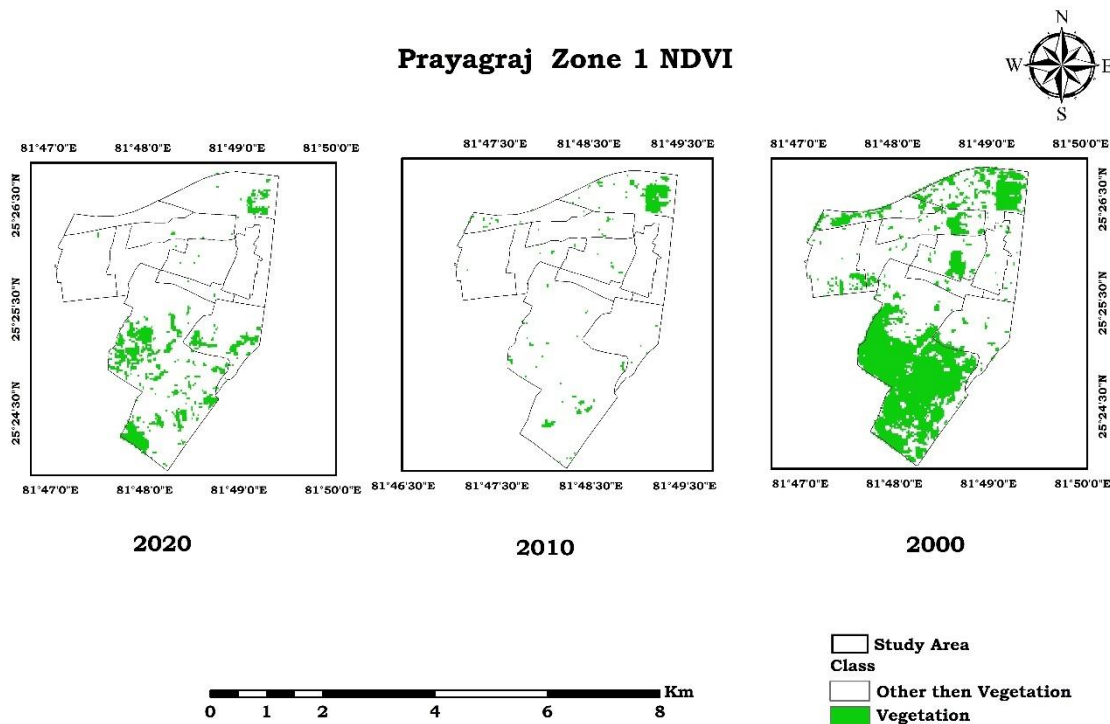 Prayagraj Zone 1 NDVI
N
W E
S
81°47'0"E 81°48'0"E 81°49'0"E 81°50'0"E
81°47'30"E 81°48'30"E 81°49'30"E
81°47'0"E 81°48'0"E 81°49'0"E 81°50'0"E
25°26'30"N
25°25'30"N
25°24'30"N
25°26'30"N
25°25'30"N
25°24'30"N
81°47'0"E 81°48'0"E 81°49'0"E 81°50'0"E
81°46'30"E 81°47'30"E 81°48'30"E 81°49'30"E
81°47'0"E 81°48'0"E 81°49'0"E 81°50'0"E
2020 2010 2000
Study Area
Class
Other then Vegetation
Vegetation
Km
0 1 2 4 6 8